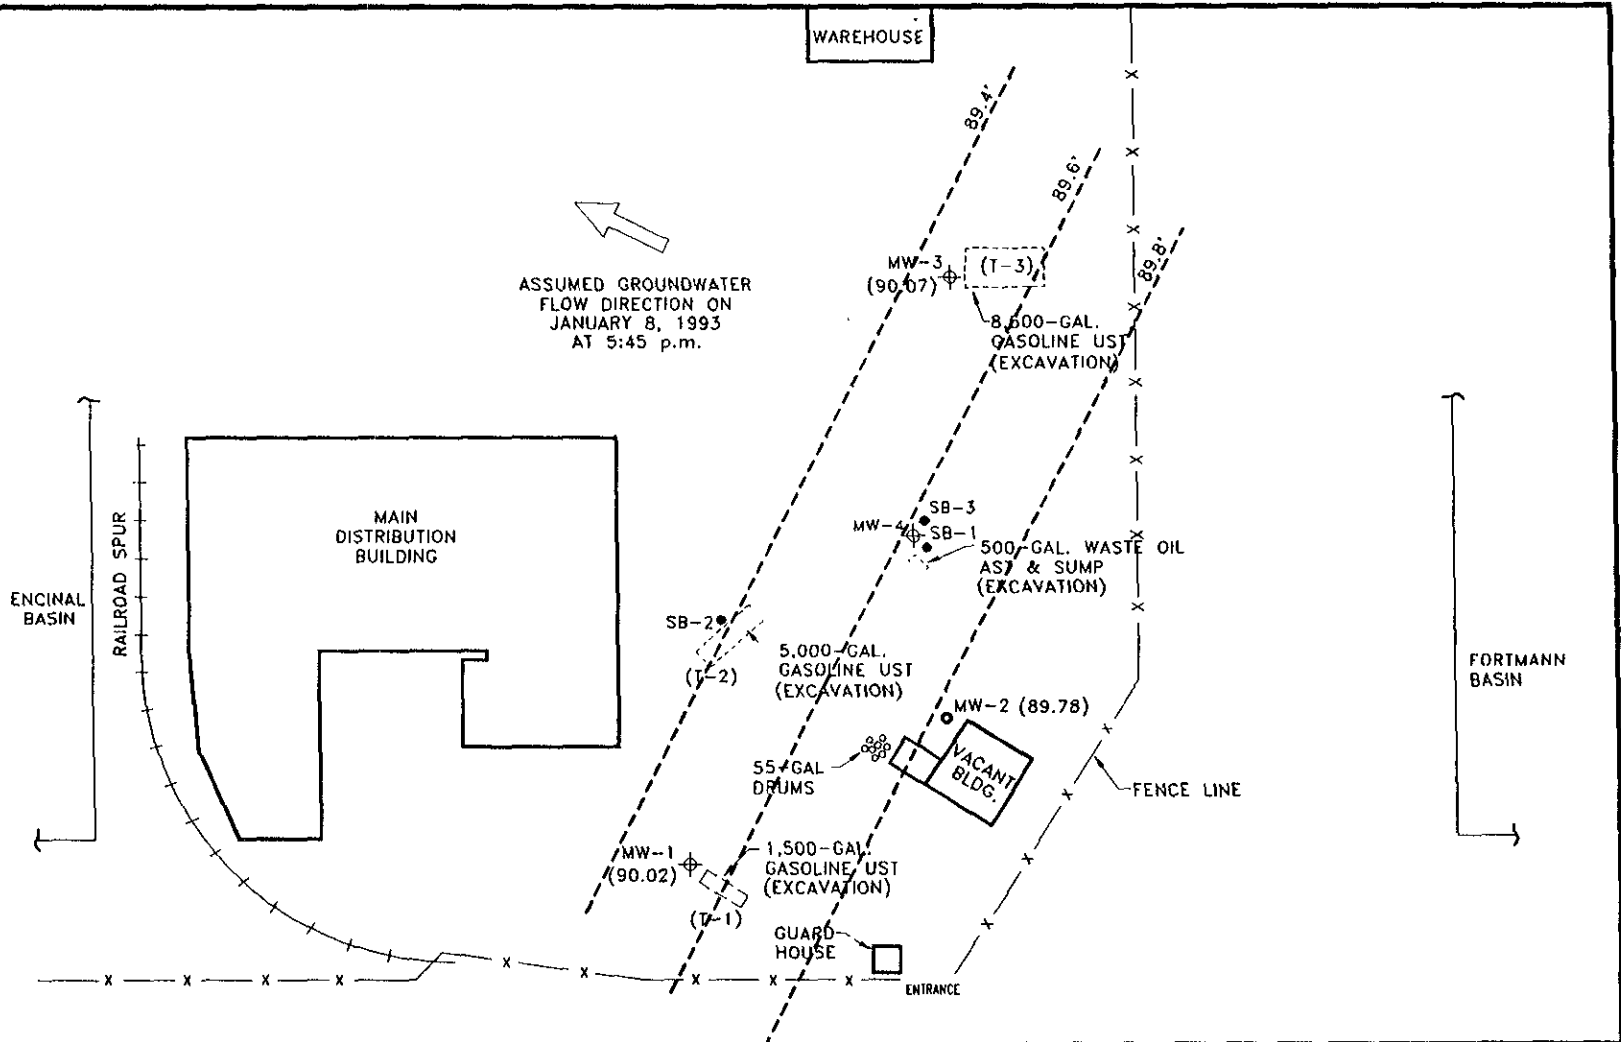 WAREHOUSE
89.4'
89.6'
89.8'
MW-3
(90.07)
(T-3)
8,600-GAL.
GASOLINE UST
(EXCAVATION)
ASSUMED GROUNDWATER
FLOW DIRECTION ON
JANUARY 8, 1993
AT 5:45 p.m.
MAIN
DISTRIBUTION
BUILDING
RAILROAD SPUR
ENCINAL
BASIN
SB-3
MW-4
SB-1
500-GAL. WASTE OIL
AST & SUMP
(EXCAVATION)
SB-2
(T-2)
5,000-GAL.
GASOLINE UST
(EXCAVATION)
FORTMANN
BASIN
MW-2 (89.78)
VACANT
BLDG.
55-GAL
DRUMS
FENCE LINE
MW-1
(90.02)
1,500-GAL.
GASOLINE UST
(EXCAVATION)
(T-1)
GUARD
HOUSE
ENTRANCE